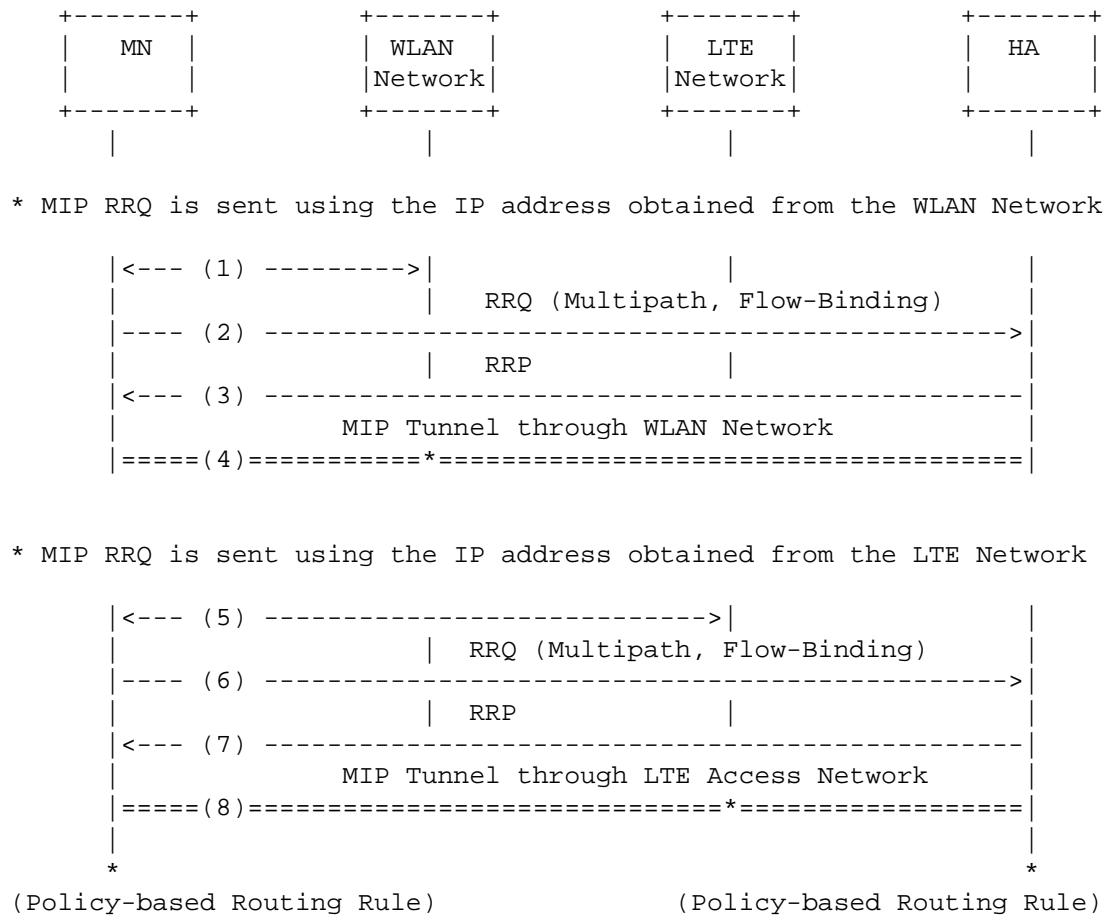 +-------+          +-------+          +-------+          +-------+
|   MN  |          | WLAN  |          |  LTE  |          |  HA   |
|       |          |Network|          |Network|          |       |
+-------+          +-------+          +-------+          +-------+
* MIP RRQ is sent using the IP address obtained from the WLAN Network
|<--- (1) --------->|
RRQ (Multipath, Flow-Binding)
|---- (2) ----------------------------------------------->|
RRP
|<--- (3) ------------------------------------------------|
MIP Tunnel through WLAN Network
|=====(4)===========*=====================================|
* MIP RRQ is sent using the IP address obtained from the LTE Network
|<--- (5) ---------------------------->|
RRQ (Multipath, Flow-Binding)
|---- (6) ----------------------------------------------->|
RRP
|<--- (7) ------------------------------------------------|
MIP Tunnel through LTE Access Network
|=====(8)==============================*==================|
*                                                         *
(Policy-based Routing Rule)               (Policy-based Routing Rule)